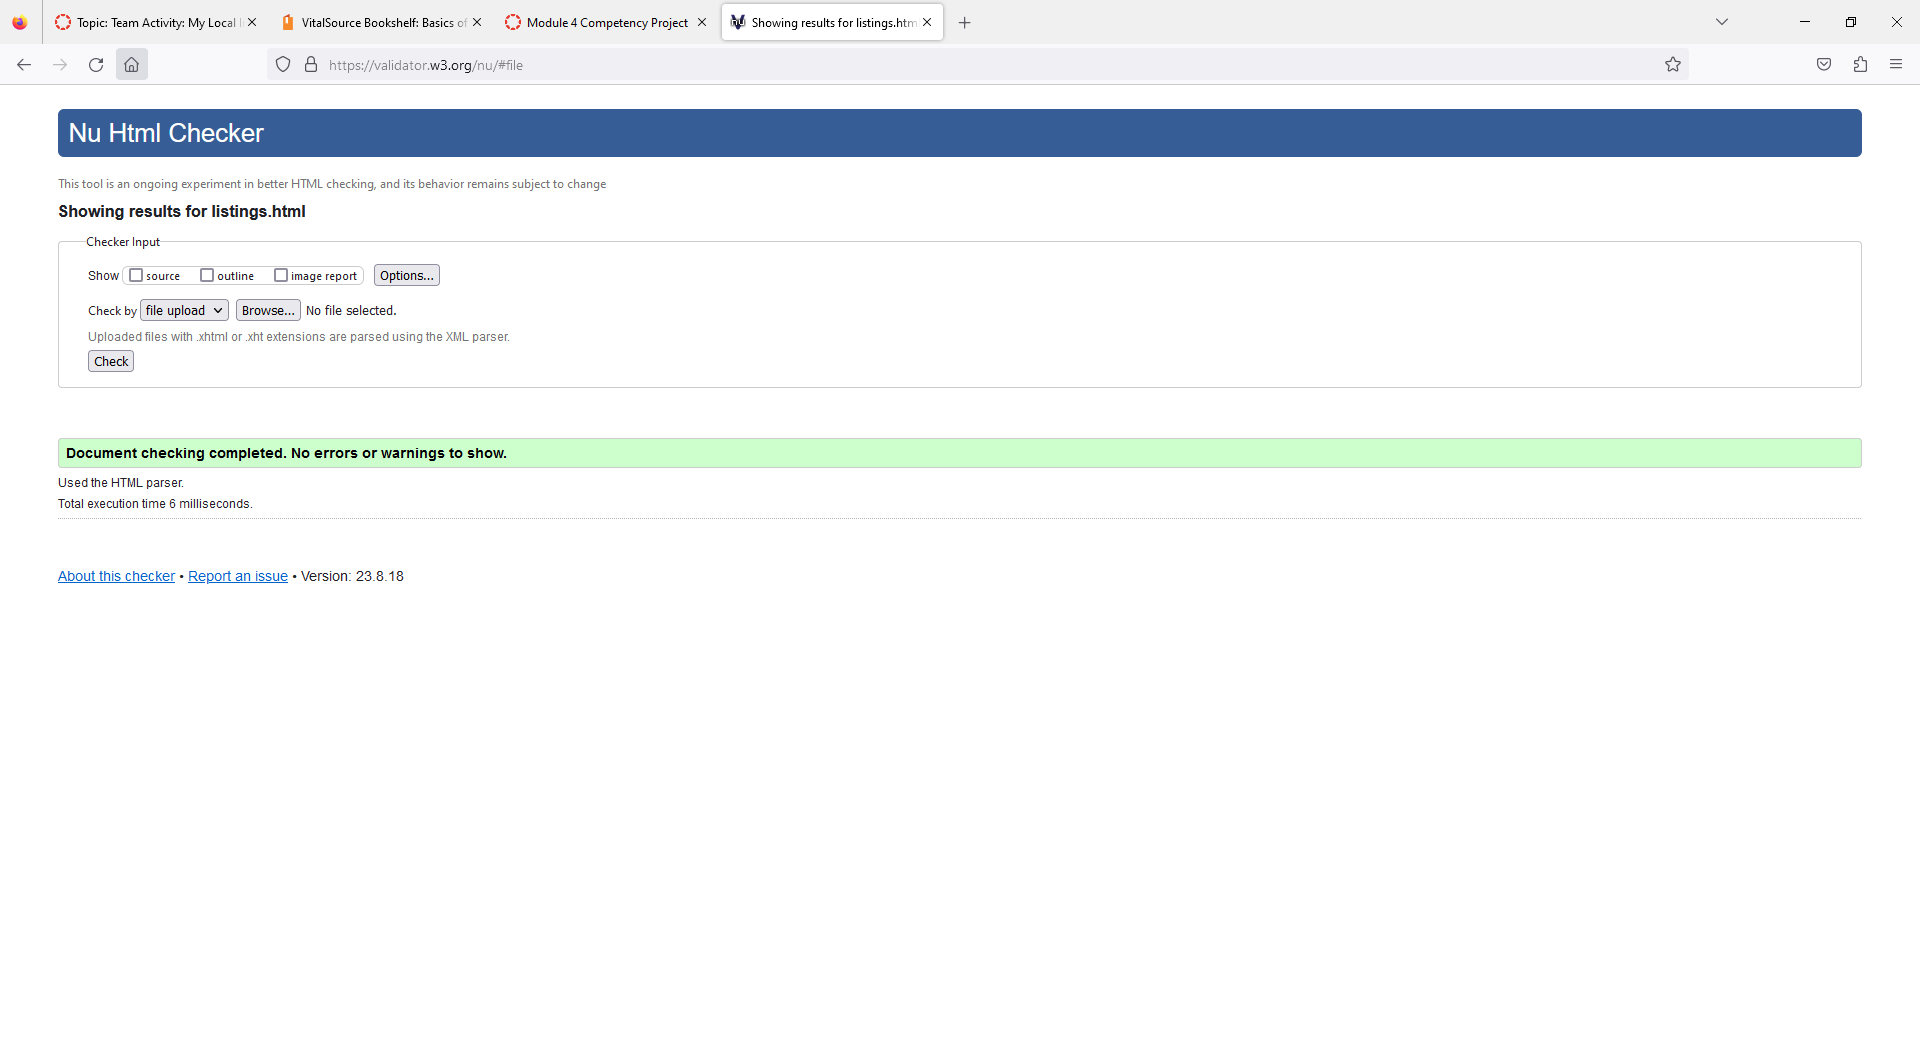 Topic: Team Activity: My Local
VitalSource Bookshelf: Basics of
Module 4 Competency Project
Showing results for listings.htm
https://validator.w3.org/nu/#file
Nu Html Checker
This tool is an ongoing experiment in better HTML checking, and its behavior remains subject to change
Showing results for listings.html
Checker Input
Show source outline image report Options...
Check by file upload Browse... No file selected.
Uploaded files with .xhtml or .xht extensions are parsed using the XML parser.
Check
Document checking completed. No errors or warnings to show.
Used the HTML parser.
Total execution time 6 milliseconds.
About this checker • Report an issue • Version: 23.8.18